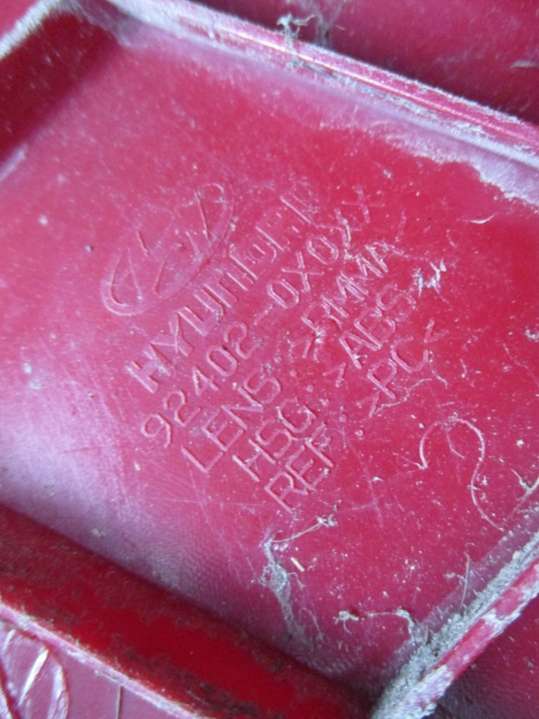 HYUNDAI
92402-0X0XX
LENS:>PMMA<
HSG:>ABS<
REF:>PC<